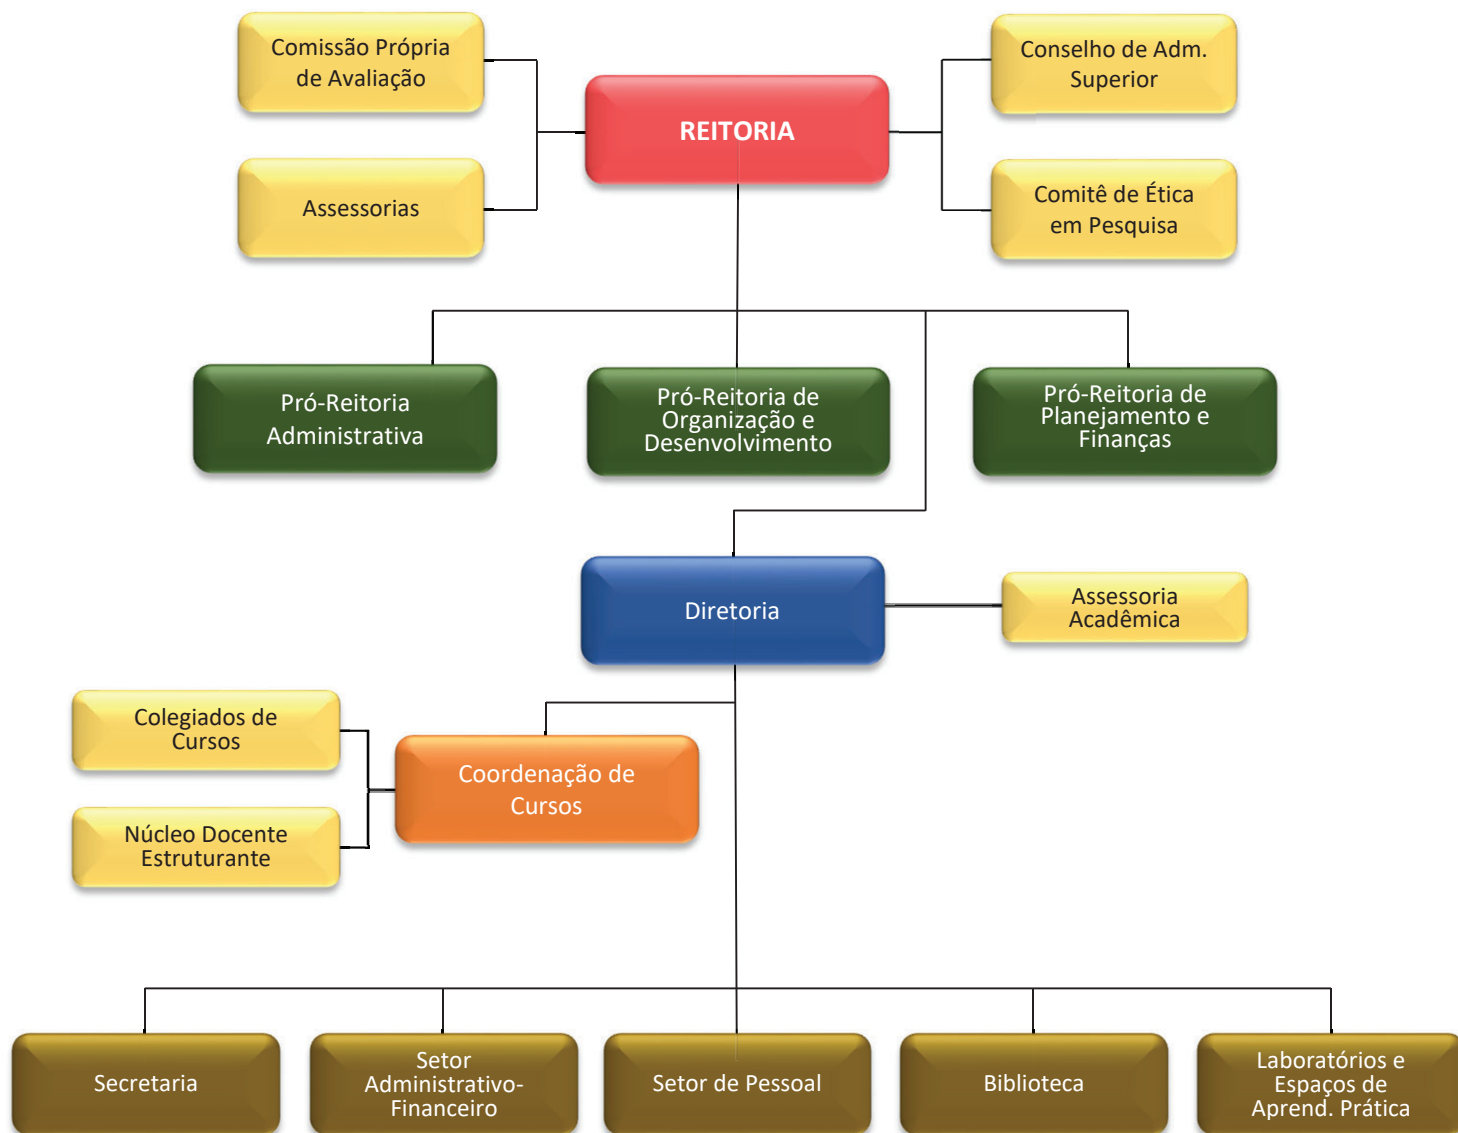 Comissão Própria
de Avaliação
Conselho de Adm.
Superior
REITORIA
Assessorias
Comitê de Ética
em Pesquisa
Pró-Reitoria
Administrativa
Pró-Reitoria de
Organização e
Desenvolvimento
Pró-Reitoria de
Planejamento e
Finanças
Diretoria
Assessoria
Acadêmica
Colegiados de
Cursos
Coordenação de
Cursos
Núcleo Docente
Estruturante
Secretaria
Setor
Administrativo-
Financeiro
Setor de Pessoal
Biblioteca
Laboratórios e
Espaços de
Aprend. Prática